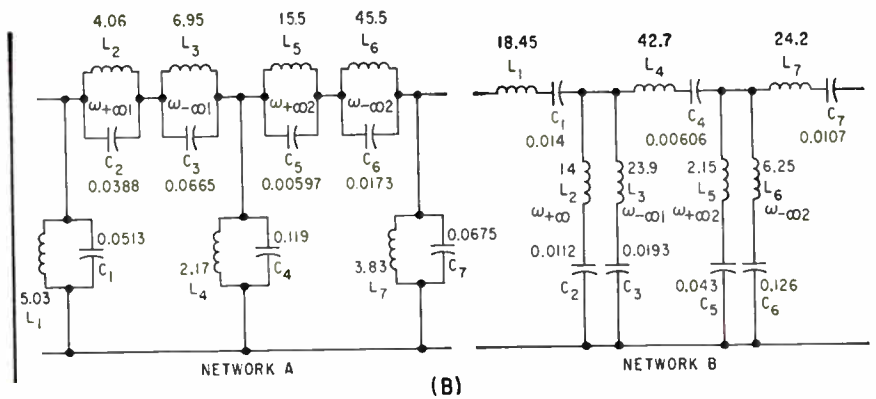 4.06 6.95 15.5 45.5
L2 L3 L5 L6
ω+∞1 ω-∞1 ω+∞2 ω-∞2
C2 C3 C5 C6
0.0388 0.0665 0.00597 0.0173
0.0513
C1
5.03
L1
0.119
C4
2.17
L4
0.0675
C7
3.83
L7
NETWORK A
18.45 42.7 24.2
L1 L4 L7
C1 C4 C7
0.014 0.00606 0.0107
14 23.9 2.15 6.25
L2 L3 L5 L6
ω+∞ ω-∞1 ω+∞2 ω-∞2
0.0112 0.0193
C2 C3
0.043 0.126
C5 C6
NETWORK B
(B)